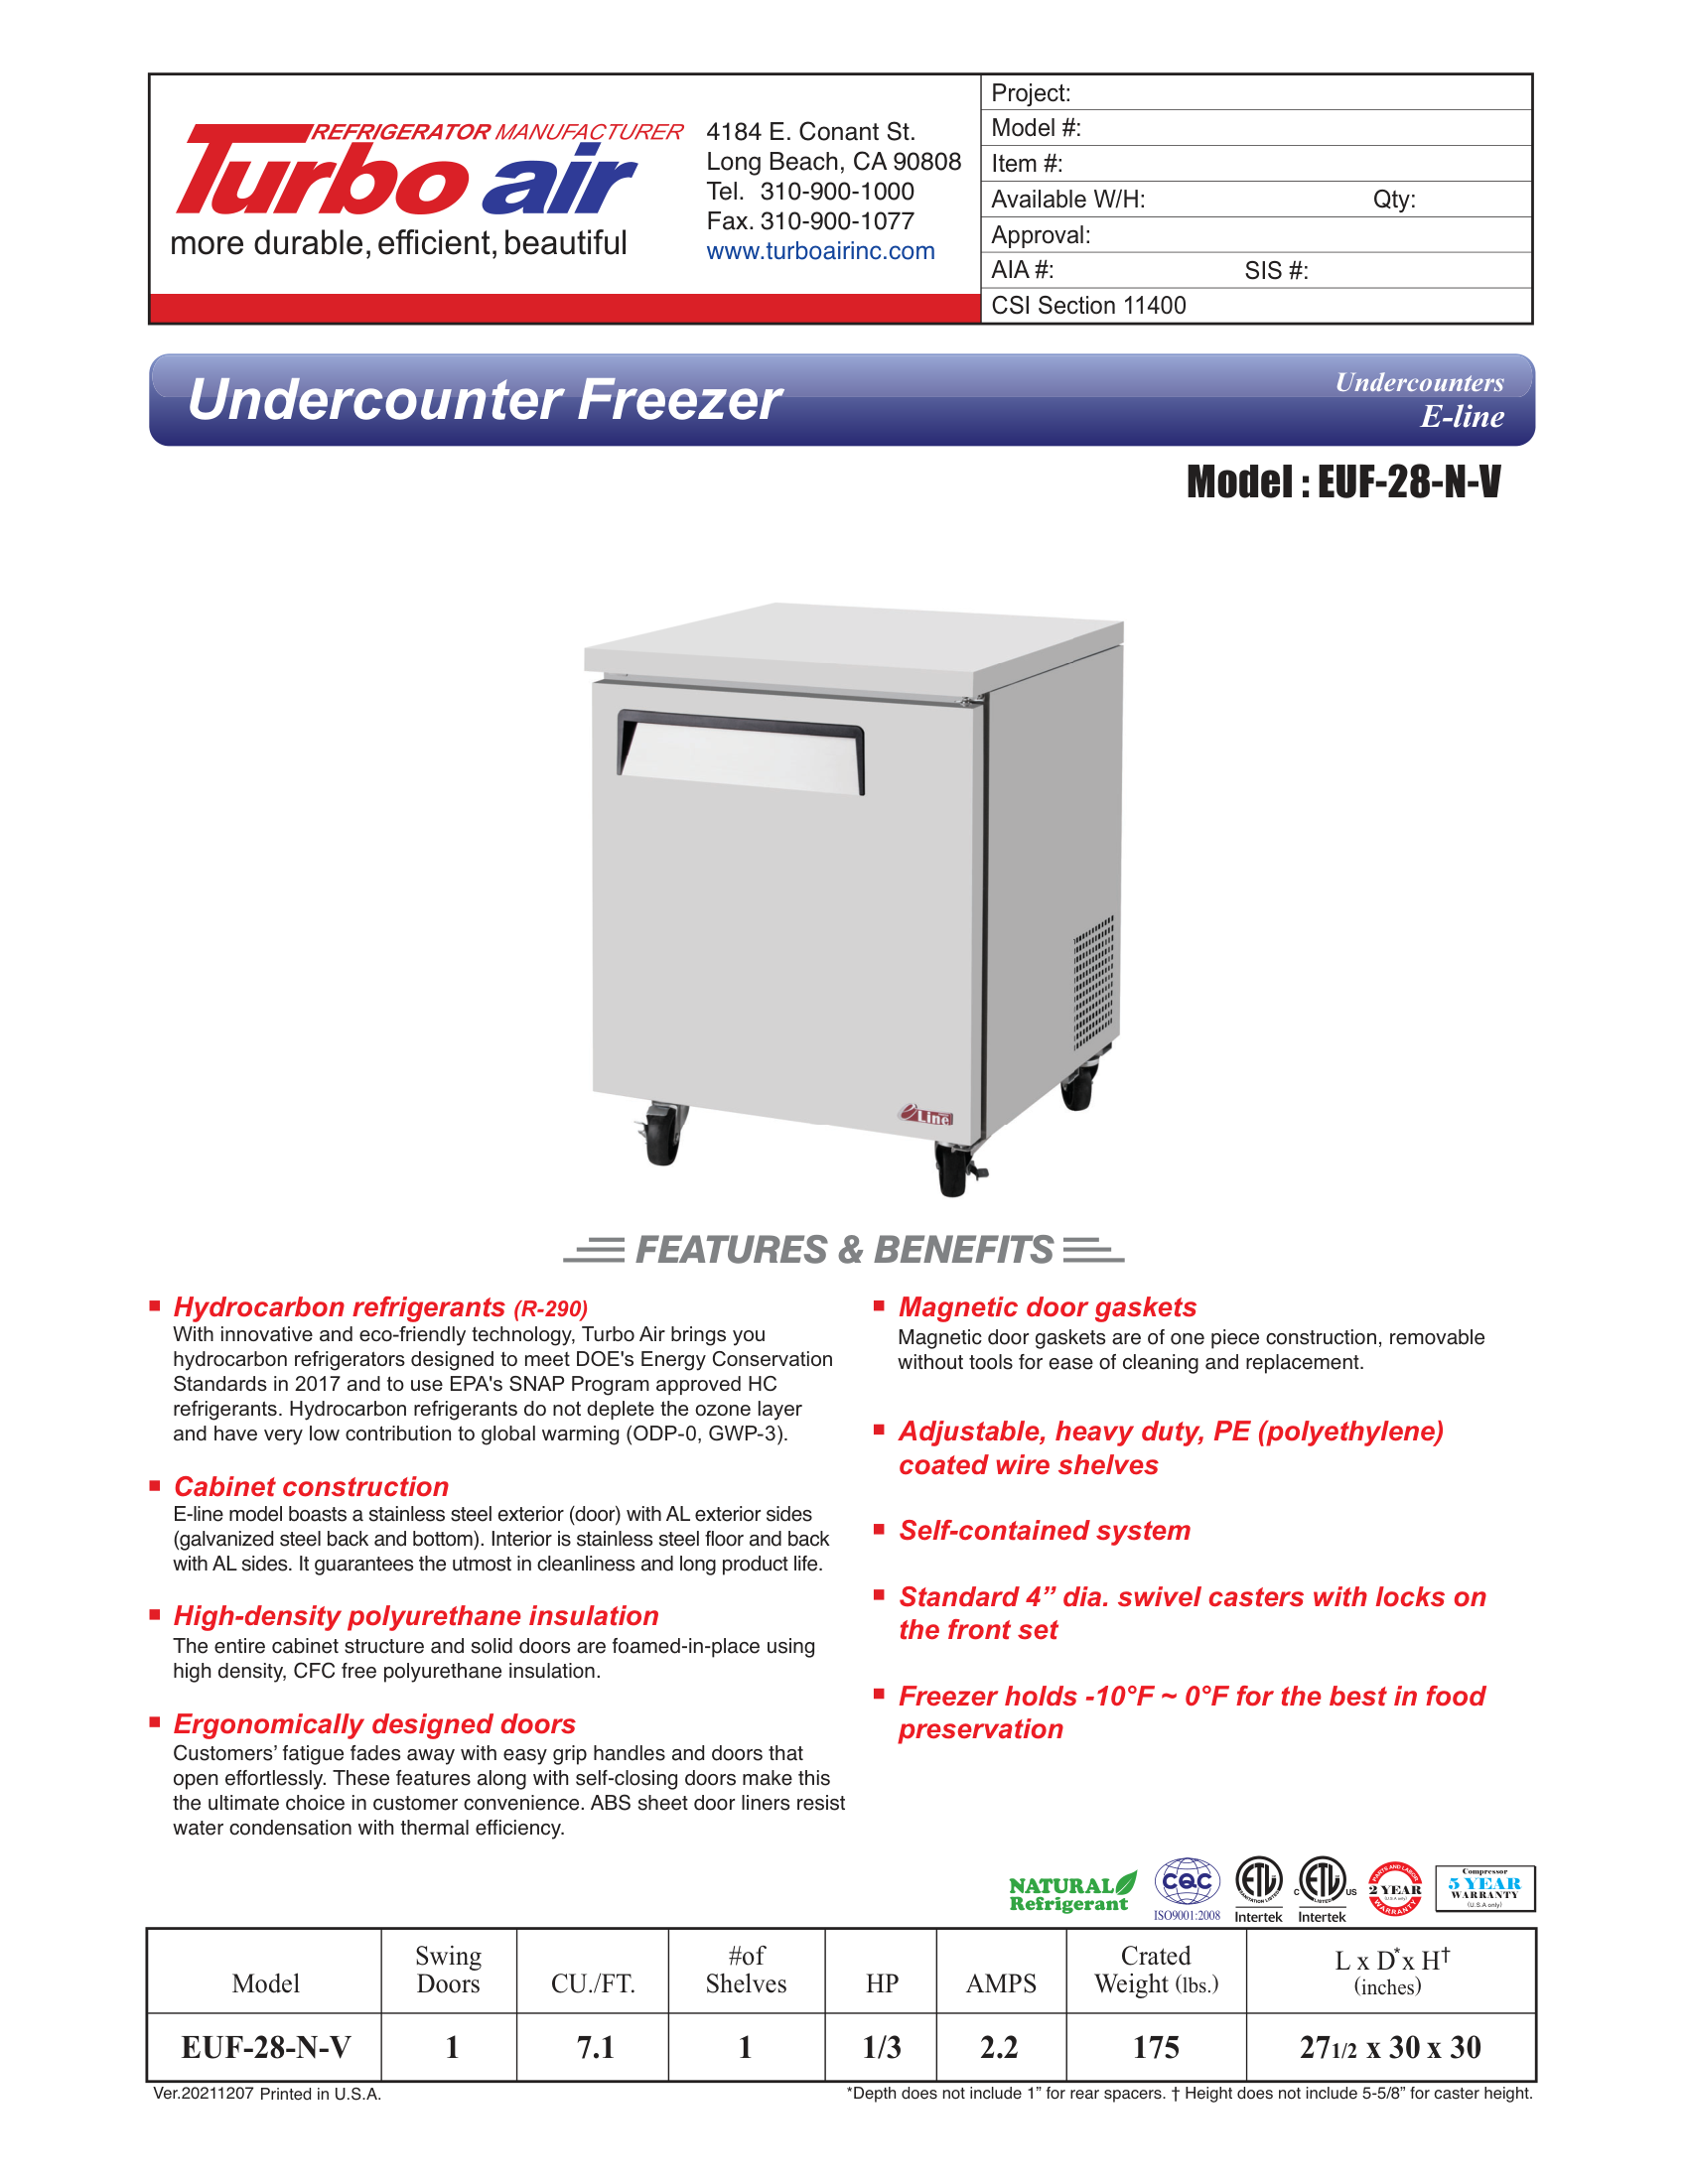 REFRIGERATOR MANUFACTURER
Turbo air
more durable, efficient, beautiful
4184 E. Conant St.
Long Beach, CA 90808
Tel. 310-900-1000
Fax. 310-900-1077
www.turboairinc.com
Project:
Model #:
Item #:
Available W/H: Qty:
Approval:
AIA #: SIS #:
CSI Section 11400
Undercounter Freezer
Undercounters
E-line
Model : EUF-28-N-V
e Line
FEATURES & BENEFITS
Hydrocarbon refrigerants (R-290)
With innovative and eco-friendly technology, Turbo Air brings you
hydrocarbon refrigerators designed to meet DOE's Energy Conservation
Standards in 2017 and to use EPA's SNAP Program approved HC
refrigerants. Hydrocarbon refrigerants do not deplete the ozone layer
and have very low contribution to global warming (ODP-0, GWP-3).
Cabinet construction
E-line model boasts a stainless steel exterior (door) with AL exterior sides
(galvanized steel back and bottom). Interior is stainless steel floor and back
with AL sides. It guarantees the utmost in cleanliness and long product life.
High-density polyurethane insulation
The entire cabinet structure and solid doors are foamed-in-place using
high density, CFC free polyurethane insulation.
Ergonomically designed doors
Customers’ fatigue fades away with easy grip handles and doors that
open effortlessly. These features along with self-closing doors make this
the ultimate choice in customer convenience. ABS sheet door liners resist
water condensation with thermal efficiency.
Magnetic door gaskets
Magnetic door gaskets are of one piece construction, removable
without tools for ease of cleaning and replacement.
Adjustable, heavy duty, PE (polyethylene)
coated wire shelves
Self-contained system
Standard 4” dia. swivel casters with locks on
the front set
Freezer holds -10°F ~ 0°F for the best in food
preservation
NATURAL
Refrigerant
CQC
ISO9001:2008
ETL
SANITATION LISTED
Intertek
C ETL US
LISTED
Intertek
PARTS AND LABOR
2 YEAR
(U.S.A only)
WARRANTY
Compressor
5 YEAR
WARRANTY
(U.S.A only)
Model Swing Doors CU./FT. #of Shelves HP AMPS Crated Weight (lbs.) L x D* x H† (inches)
EUF-28-N-V 1 7.1 1 1/3 2.2 175 27 1/2 x 30 x 30
Ver.20211207 Printed in U.S.A.
*Depth does not include 1” for rear spacers. † Height does not include 5-5/8” for caster height.